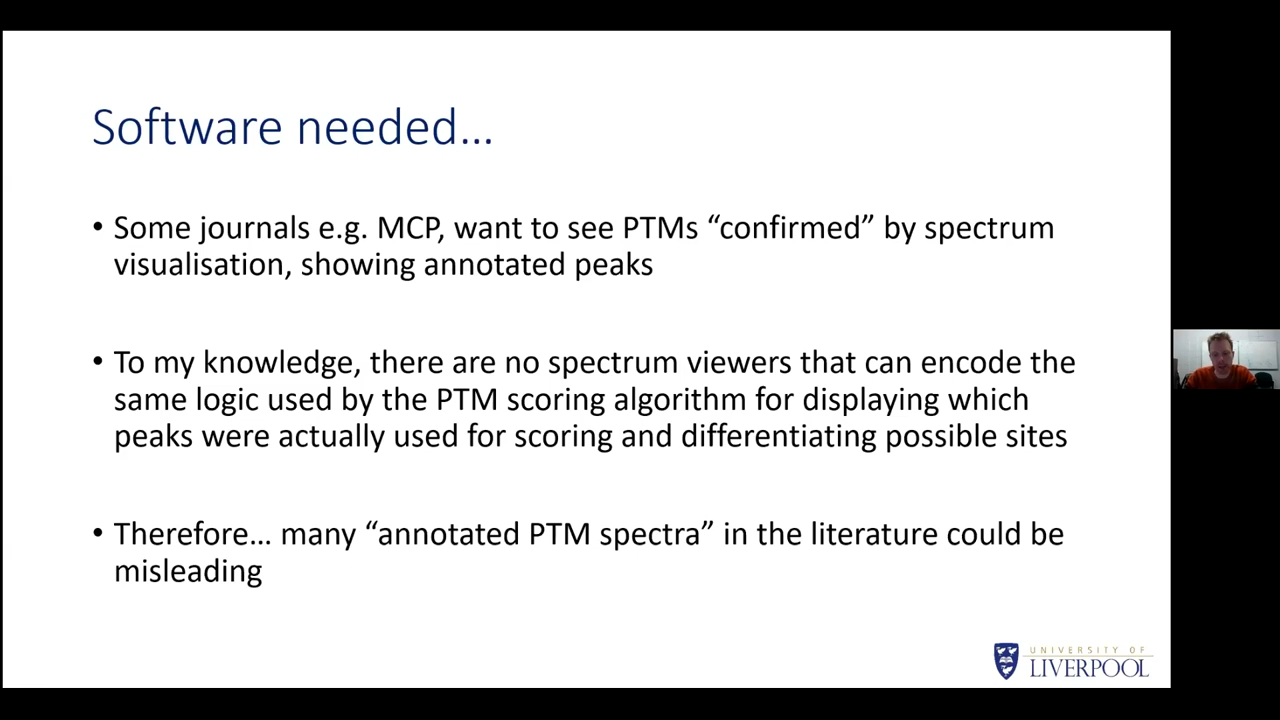 Software needed...
• Some journals e.g. MCP, want to see PTMs “confirmed” by spectrum
visualisation, showing annotated peaks
• To my knowledge, there are no spectrum viewers that can encode the
same logic used by the PTM scoring algorithm for displaying which
peaks were actually used for scoring and differentiating possible sites
• Therefore... many “annotated PTM spectra” in the literature could be
misleading
UNIVERSITY OF
LIVERPOOL